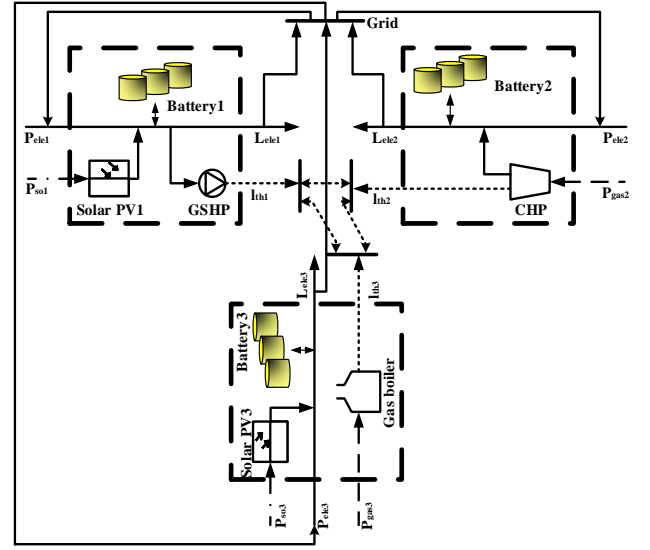 Grid
Battery1
Battery2
Pele1
Lele1
Lele2
Pele2
Pso1
Solar PV1
GSHP
lth1
lth2
CHP
Pgas2
Lele3
lth3
Battery3
Gas boiler
Solar PV3
Pso3
Pele3
Pgas3